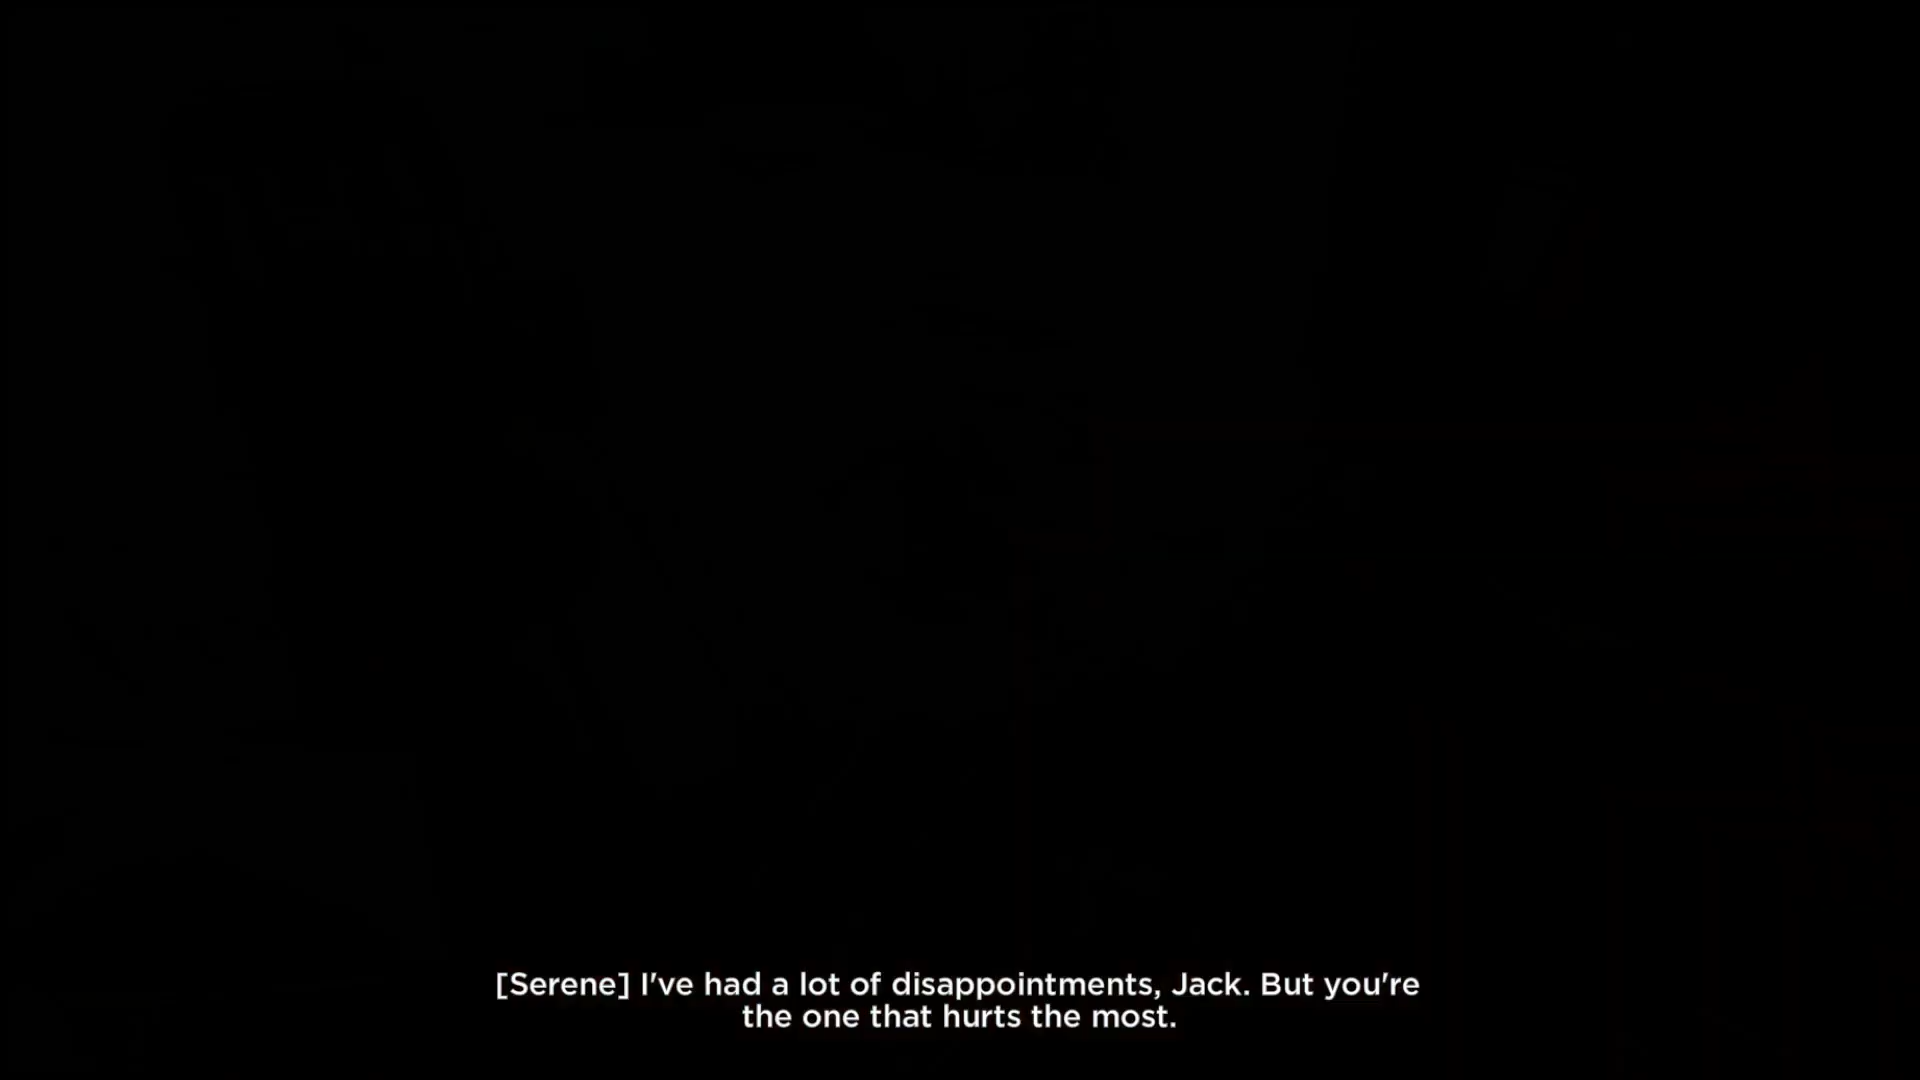 [Serene] I've had a lot of disappointments, Jack. But you're
the one that hurts the most.